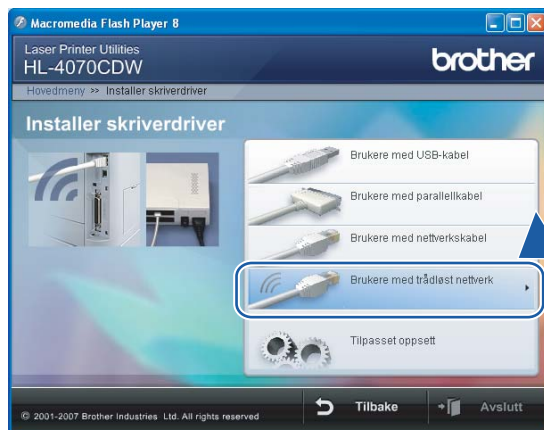 Macromedia Flash Player 8
Laser Printer Utilities
HL-4070CDW
brother
Hovedmeny >> Installer skriverdriver
Installer skriverdriver
Brukere med USB-kabel
Brukere med parallellkabel
Brukere med nettverkskabel
Brukere med trådløst nettverk
Tilpasset oppsett
© 2001-2007 Brother Industries Ltd. All rights reserved
Tilbake
Avslutt